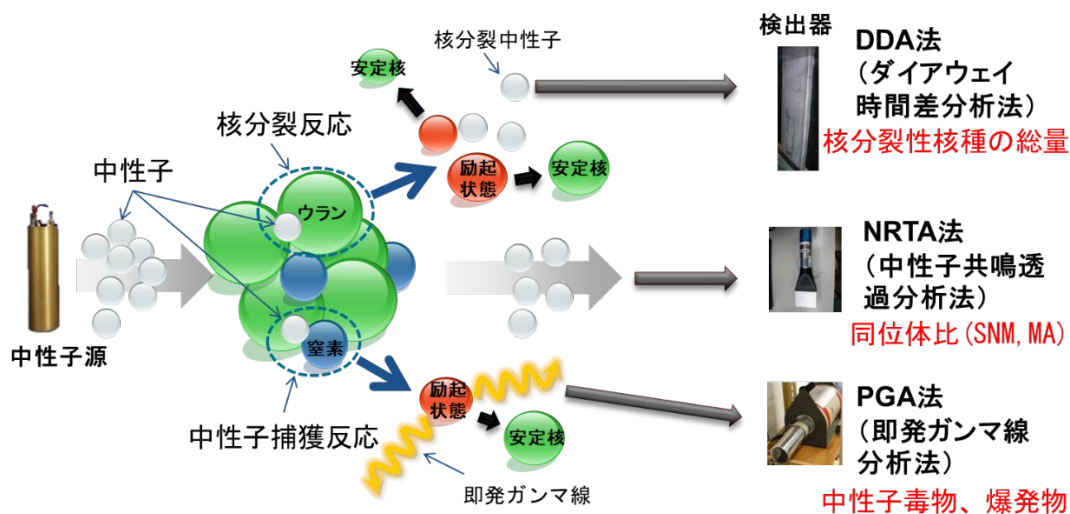 核分裂中性子
検出器
DDA法
（ダイアウェイ
時間差分析法）
核分裂性核種の総量
安定核
核分裂反応
励起
状態
安定核
中性子
ウラン
中性子源
NRTA法
（中性子共鳴透
過分析法）
同位体比(SNM, MA)
窒素
中性子捕獲反応
励起
状態
安定核
即発ガンマ線
PGA法
（即発ガンマ線
分析法）
中性子毒物、爆発物